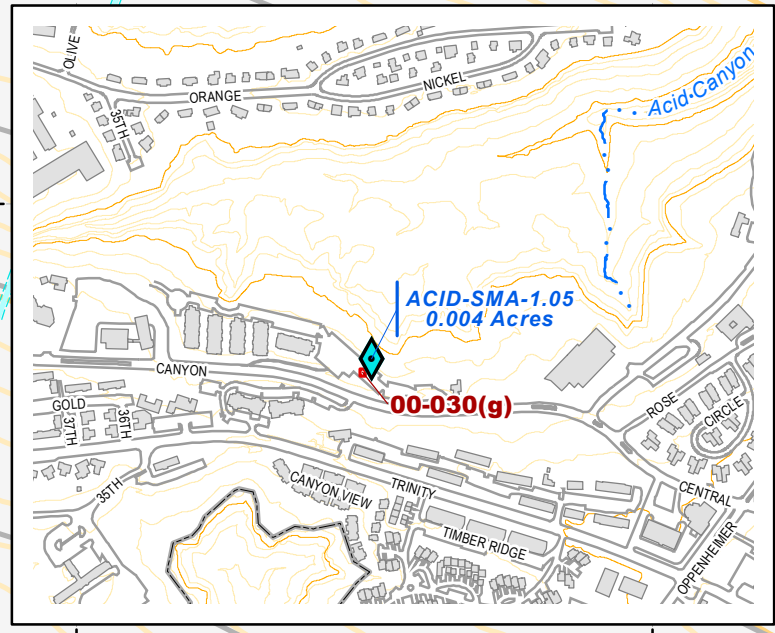 OLIVE
ORANGE
NICKEL
35TH
Acid Canyon
ACID-SMA-1.05
0.004 Acres
CANYON
00-030(g)
GOLD
37TH
36TH
35TH
CANYON VIEW
TRINITY
TIMBER RIDGE
ROSE
CIRCLE
CENTRAL
OPPENHEIMER